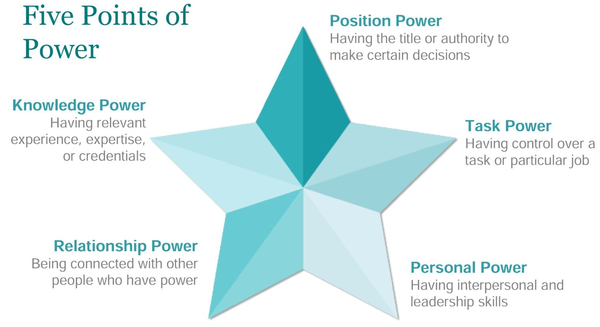 Five Points of
Power
Position Power
Having the title or authority to
make certain decisions
Knowledge Power
Having relevant
experience, expertise,
or credentials
Task Power
Having control over a
task or particular job
Relationship Power
Being connected with other
people who have power
Personal Power
Having interpersonal and
leadership skills